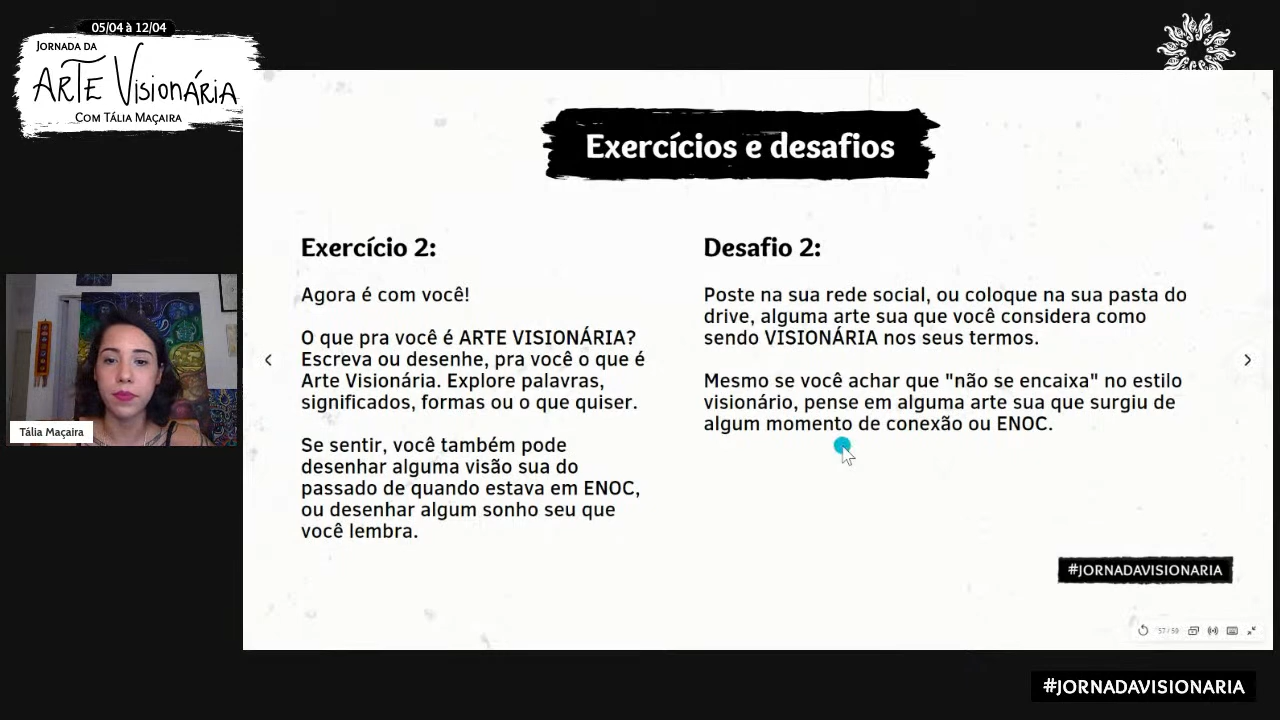 05/04 à 12/04
JORNADA DA
ARTE VISIONÁRIA
COM TÁLIA MAÇAIRA
Exercícios e desafios
Exercício 2:
Agora é com você!
O que pra você é ARTE VISIONÁRIA?
Escreva ou desenhe, pra você o que é
Arte Visionária. Explore palavras,
significados, formas ou o que quiser.
Se sentir, você também pode
desenhar alguma visão sua do
passado de quando estava em ENOC,
ou desenhar algum sonho seu que
você lembra.
Desafio 2:
Poste na sua rede social, ou coloque na sua pasta do
drive, alguma arte sua que você considera como
sendo VISIONÁRIA nos seus termos.
Mesmo se você achar que "não se encaixa" no estilo
visionário, pense em alguma arte sua que surgiu de
algum momento de conexão ou ENOC.
#JORNADAVISIONARIA
57 / 59
Tália Maçaira
#JORNADAVISIONARIA